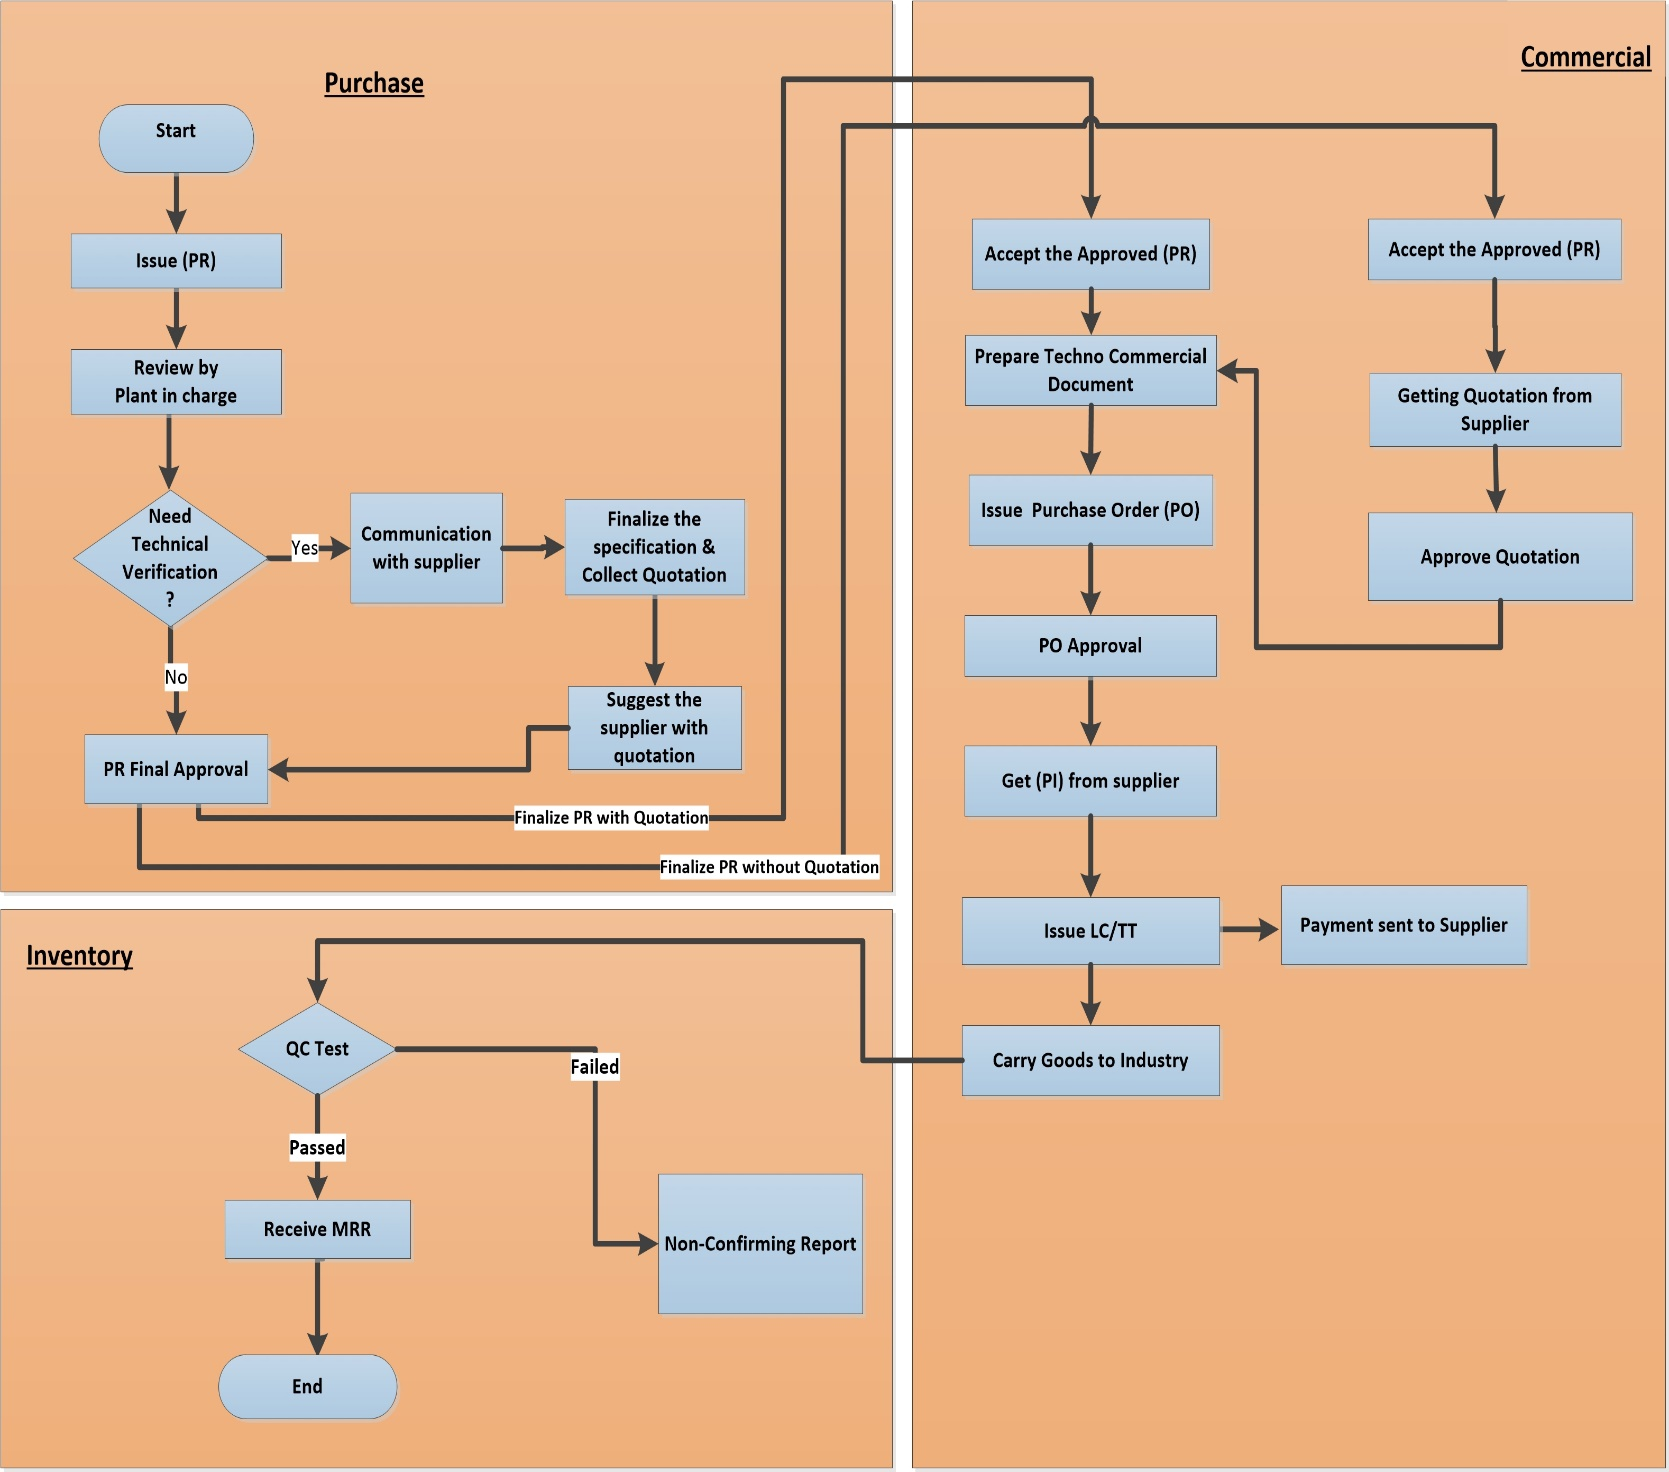 Purchase
Start
Issue (PR)
Review by
Plant in charge
Need
Technical
Verification
?
Yes
Communication
with supplier
Finalize the
specification &
Collect Quotation
No
Suggest the
supplier with
quotation
PR Final Approval
Finalize PR with Quotation
Finalize PR without Quotation
Commercial
Accept the Approved (PR)
Accept the Approved (PR)
Prepare Techno Commercial
Document
Getting Quotation from
Supplier
Issue Purchase Order (PO)
Approve Quotation
PO Approval
Get (PI) from supplier
Issue LC/TT
Payment sent to Supplier
Carry Goods to Industry
Inventory
QC Test
Failed
Passed
Receive MRR
Non-Confirming Report
End